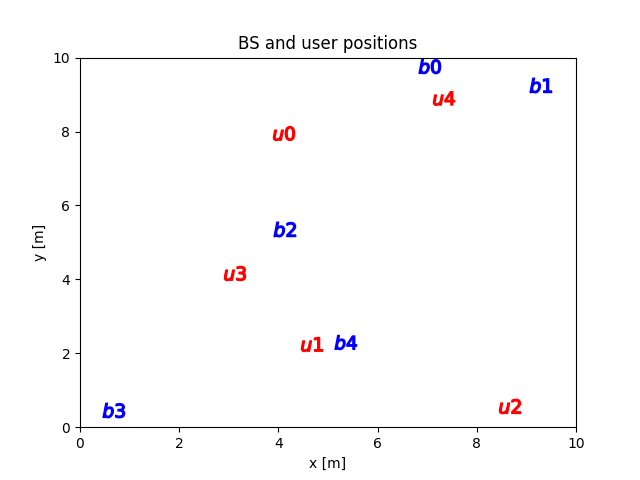 BS and user positions
10
b0
b1
u4
8
u0
6
b2
y [m]
u3
4
2
u1
b4
b3
u2
0
0 2 4 6 8 10
x [m]